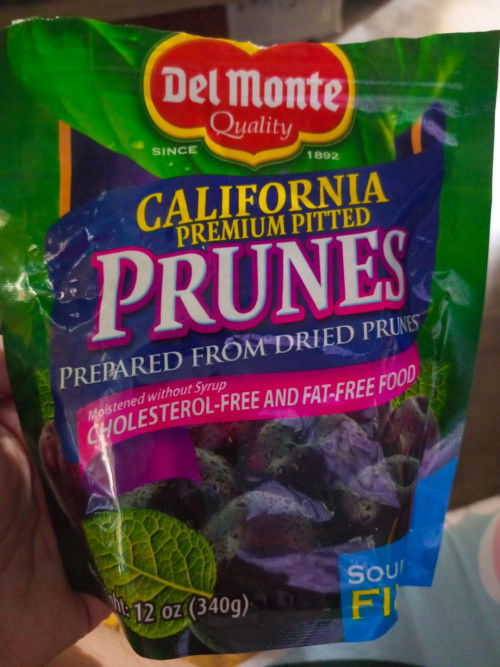 Del Monte
Quality
SINCE 1892
CALIFORNIA
PREMIUM PITTED
PRUNES
PREPARED FROM DRIED PRUNES
Moistened without Syrup
CHOLESTEROL-FREE AND FAT-FREE FOOD
12 oz (340g)